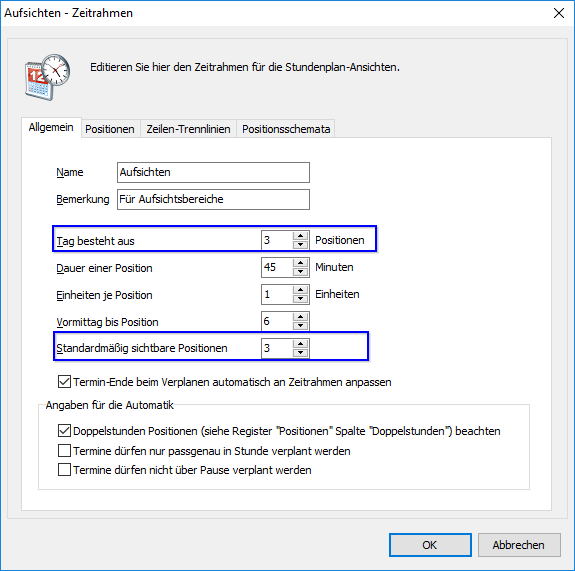 Aufsichten - Zeitrahmen
12
Editieren Sie hier den Zeitrahmen für die Stundenplan-Ansichten.
Allgemein Positionen Zeilen-Trennlinien Positionsschemata
Name Aufsichten
Bemerkung Für Aufsichtsbereiche
Tag besteht aus 3 Positionen
Dauer einer Position 45 Minuten
Einheiten je Position 1 Einheiten
Vormittag bis Position 6
Standardmäßig sichtbare Positionen 3
Termin-Ende beim Verplanen automatisch an Zeitrahmen anpassen
Angaben für die Automatik
Doppelstunden Positionen (siehe Register "Positionen" Spalte "Doppelstunden") beachten
Termine dürfen nur passgenau in Stunde verplant werden
Termine dürfen nicht über Pause verplant werden
OK Abbrechen